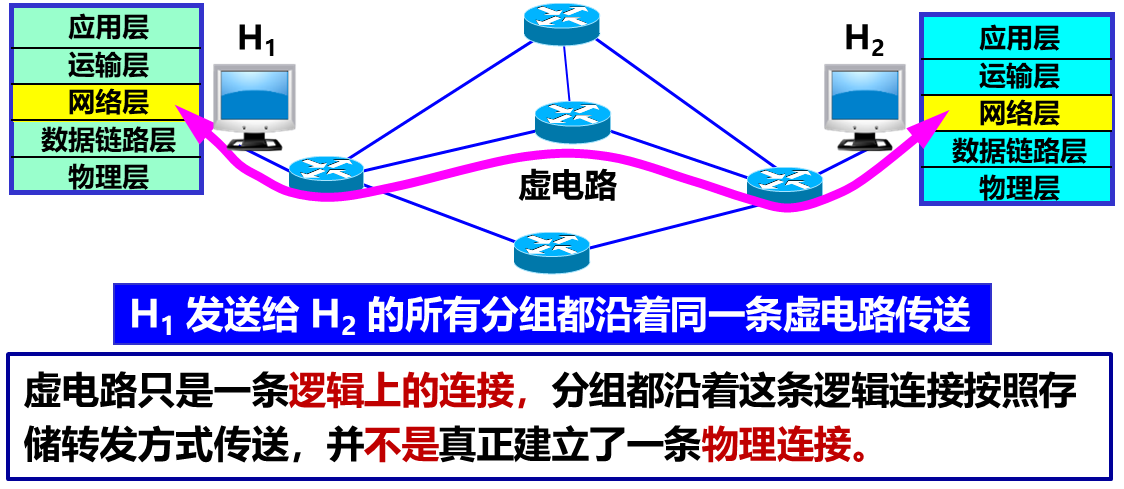 应用层
运输层
网络层
数据链路层
物理层
H1
H2
应用层
运输层
网络层
数据链路层
物理层
虚电路
H1 发送给 H2 的所有分组都沿着同一条虚电路传送
虚电路只是一条逻辑上的连接，分组都沿着这条逻辑连接按照存
储转发方式传送，并不是真正建立了一条物理连接。